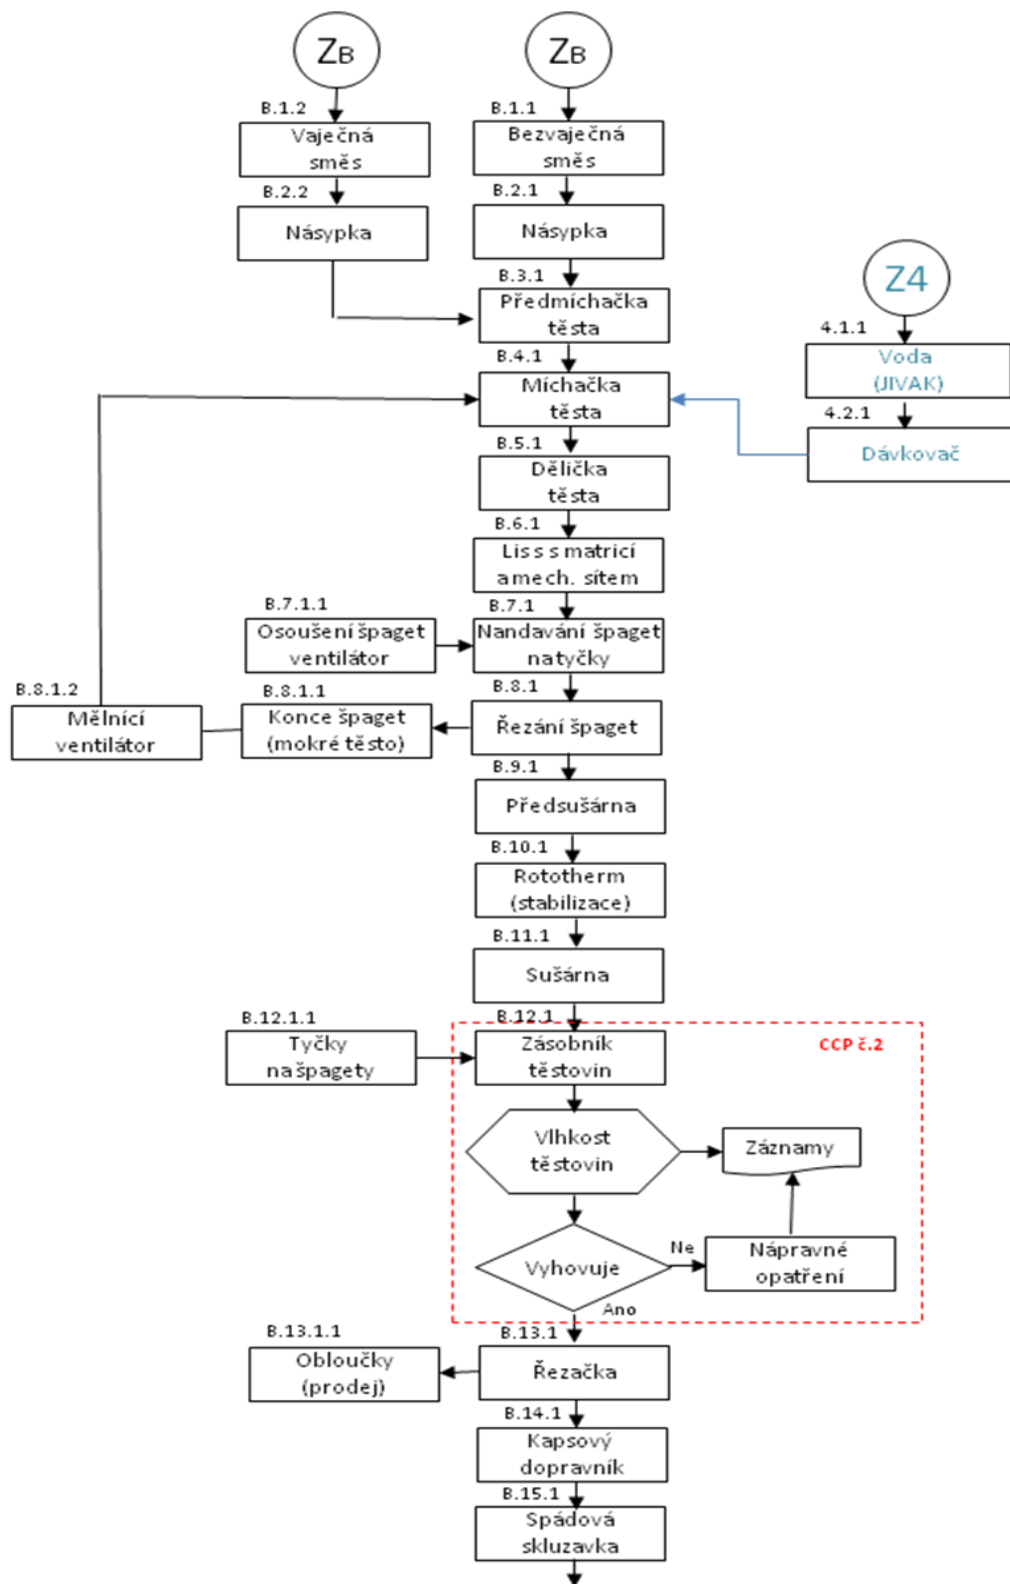 ZB
ZB
B.1.2
B.1.1
Vaječná
směs
Bezvaječná
směs
B.2.2
B.2.1
Násypka
Násypka
Z4
B.3.1
Předmíchačka
těsta
4.1.1
Voda
(JIVAK)
B.4.1
Míchačka
těsta
4.2.1
Dávkovač
B.5.1
Dělička
těsta
B.6.1
Lis s s matricí
a mech. sítem
B.7.1.1
B.7.1
Osoušení špaget
ventilátor
Nandavání špaget
na tyčky
B.8.1.2
B.8.1.1
B.8.1
Mělnící
ventilátor
Konce špaget
(mokré těsto)
Řezání špaget
B.9.1
Předsušárna
B.10.1
Rototherm
(stabilizace)
B.11.1
Sušárna
B.12.1.1
B.12.1
Tyčky
na špagety
Zásobník
těstovin
CCP č.2
Vlhkost
těstovin
Záznamy
Vyhovuje
Ne
Nápravné
opatření
Ano
B.13.1.1
B.13.1
Obloučky
(prodej)
Řezačka
B.14.1
Kapsový
dopravník
B.15.1
Spádová
skluzavka